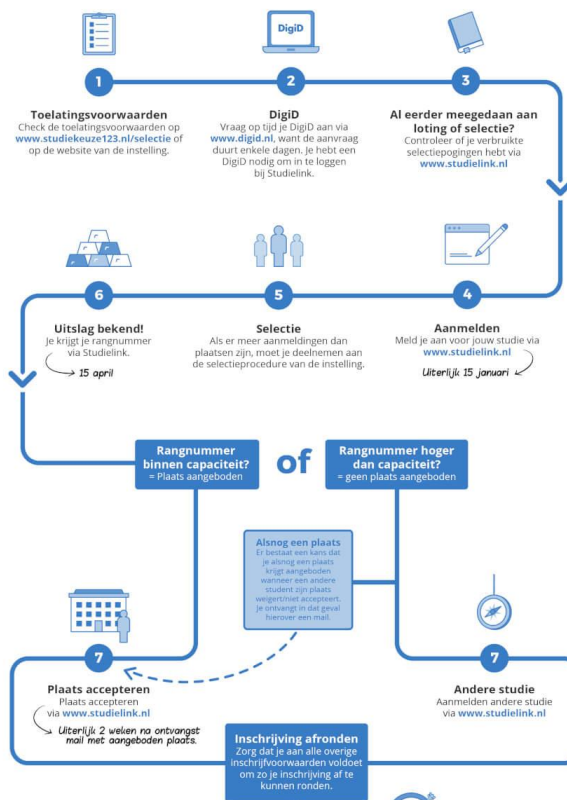 DigiD
1
Toelatingsvoorwaarden
Check de toelatingsvoorwaarden op
www.studiekeuze123.nl/selectie of
op de website van de instelling.
2
DigiD
Vraag op tijd je DigiD aan via
www.digid.nl, want de aanvraag
duurt enkele dagen. Je hebt een
DigiD nodig om in te loggen
bij Studielink.
3
Al eerder meegedaan aan
loting of selectie?
Controleer of je verbruikte
selectiepogingen hebt via
www.studielink.nl
4
Aanmelden
Meld je aan voor jouw studie via
www.studielink.nl
Uiterlijk 15 januari
5
Selectie
Als er meer aanmeldingen dan
plaatsen zijn, moet je deelnemen aan
de selectieprocedure van de instelling.
6
Uitslag bekend!
Je krijgt je rangnummer
via Studielink.
15 april
Rangnummer
binnen capaciteit?
= Plaats aangeboden
of
Rangnummer hoger
dan capaciteit?
= geen plaats aangeboden
Alsnog een plaats
Er bestaat een kans dat
je alsnog een plaats
krijgt aangeboden
wanneer een andere
student zijn plaats
weigert/niet accepteert.
Je ontvangt in dat geval
hierover een mail.
7
Plaats accepteren
Plaats accepteren
via www.studielink.nl
Uiterlijk 2 weken na ontvangst
mail met aangeboden plaats.
7
Andere studie
Aanmelden andere studie
via www.studielink.nl
Inschrijving afronden
Zorg dat je aan alle overige
inschrijfvoorwaarden voldoet
om zo je inschrijving af te
kunnen ronden.